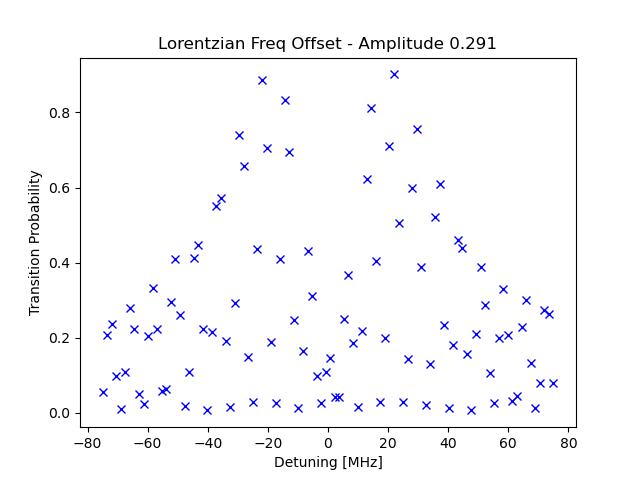 Lorentzian Freq Offset - Amplitude 0.291
Transition Probability
0.8
0.6
0.4
0.2
0.0
−80 −60 −40 −20 0 20 40 60 80
Detuning [MHz]